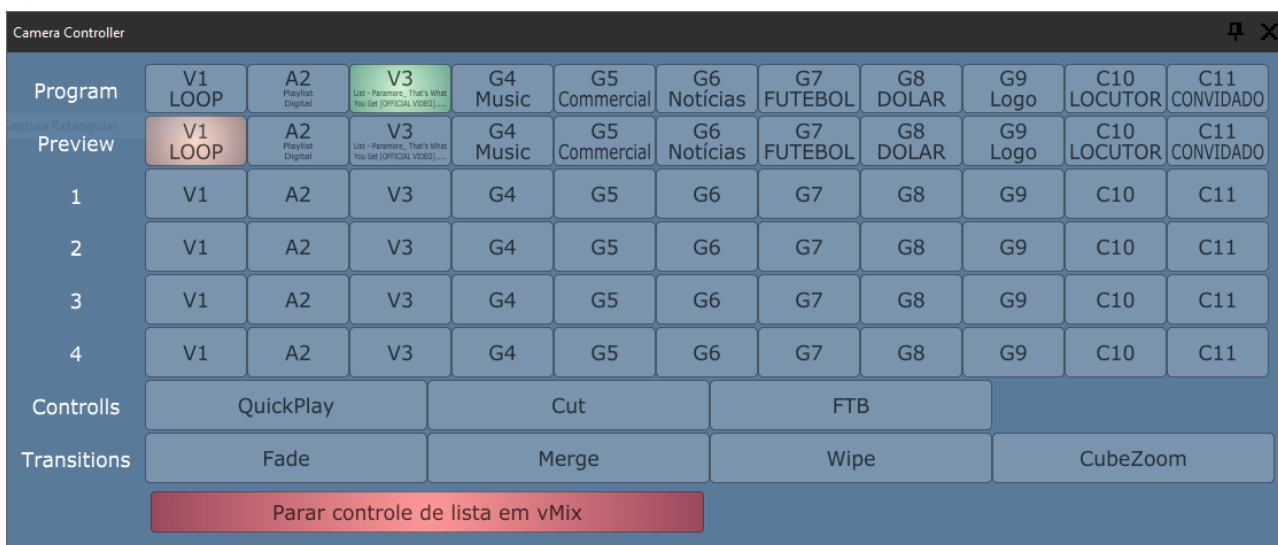 Camera Controller
Program
V1 LOOP
A2 Playlist Digital
V3 List - Paramore_ That's What You Get [OFFICIAL VIDEO]....
G4 Music
G5 Commercial
G6 Notícias
G7 FUTEBOL
G8 DOLAR
G9 Logo
C10 LOCUTOR
C11 CONVIDADO
aptura Retangular
Preview
V1 LOOP
A2 Playlist Digital
V3 List - Paramore_ That's What You Get [OFFICIAL VIDEO]....
G4 Music
G5 Commercial
G6 Notícias
G7 FUTEBOL
G8 DOLAR
G9 Logo
C10 LOCUTOR
C11 CONVIDADO
1 V1 A2 V3 G4 G5 G6 G7 G8 G9 C10 C11
2 V1 A2 V3 G4 G5 G6 G7 G8 G9 C10 C11
3 V1 A2 V3 G4 G5 G6 G7 G8 G9 C10 C11
4 V1 A2 V3 G4 G5 G6 G7 G8 G9 C10 C11
Controlls QuickPlay Cut FTB
Transitions Fade Merge Wipe CubeZoom
Parar controle de lista em vMix